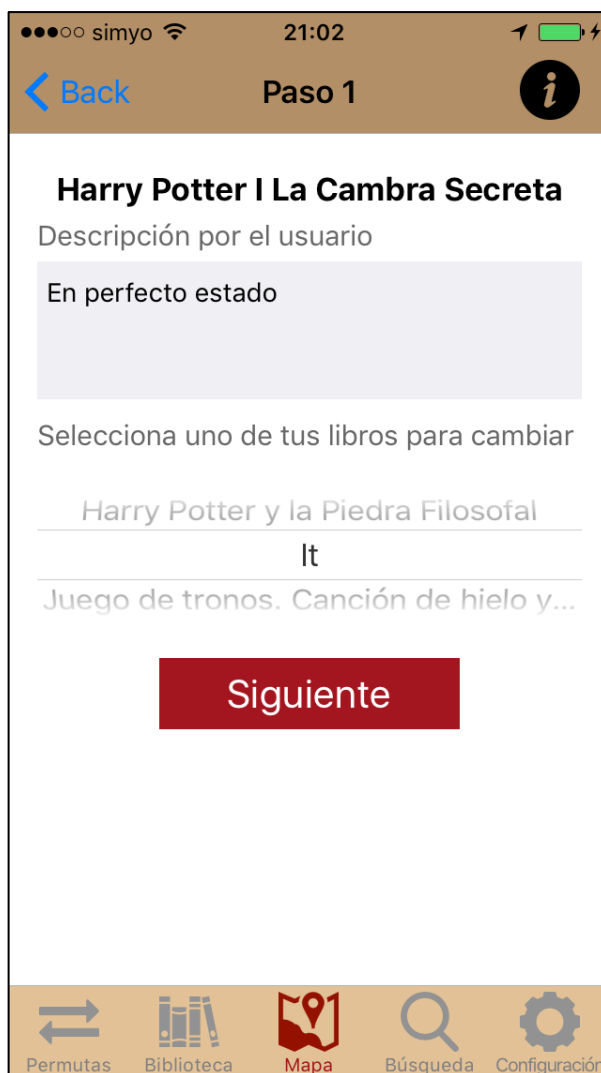 simyo 21:02
Back Paso 1 i
Harry Potter I La Cambra Secreta
Descripción por el usuario
En perfecto estado
Selecciona uno de tus libros para cambiar
Harry Potter y la Piedra Filosofal
It
Juego de tronos. Canción de hielo y...
Siguiente
Permutas Biblioteca Mapa Búsqueda Configuración